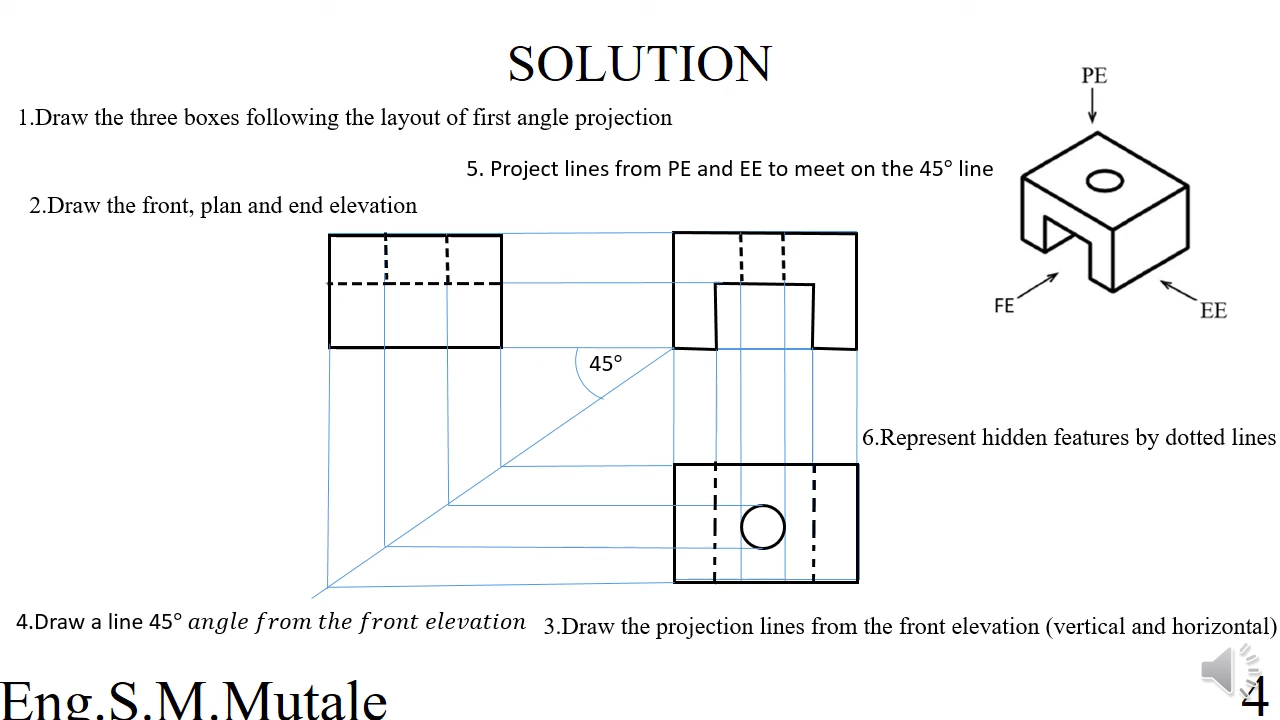 SOLUTION
PE
1.Draw the three boxes following the layout of first angle projection
5. Project lines from PE and EE to meet on the 45° line
2.Draw the front, plan and end elevation
FE
EE
45°
6.Represent hidden features by dotted lines
4.Draw a line 45° angle from the front elevation
3.Draw the projection lines from the front elevation (vertical and horizontal)
Eng.S.M.Mutale
4